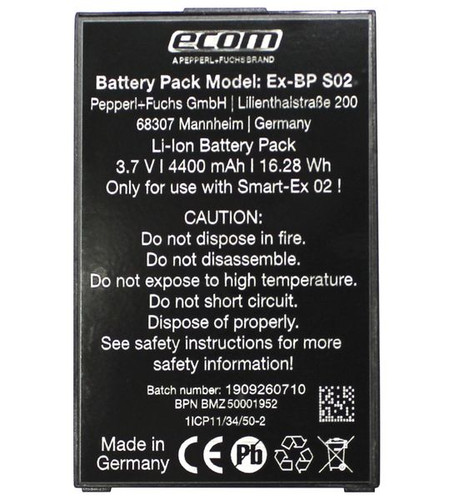 ecom
A PEPPERL+FUCHS BRAND
Battery Pack Model: Ex-BP S02
Pepperl+Fuchs GmbH | Lilienthalstraße 200
68307 Mannheim | Germany
Li-Ion Battery Pack
3.7 V | 4400 mAh | 16.28 Wh
Only for use with Smart-Ex 02 !
CAUTION:
Do not dispose in fire.
Do not disassemble.
Do not expose to high temperature.
Do not short circuit.
Dispose of properly.
See safety instructions for more
safety information!
Batch number: 1909260710
BPN BMZ 50001952
1ICP11/34/50-2
Made in
Germany
CE Pb